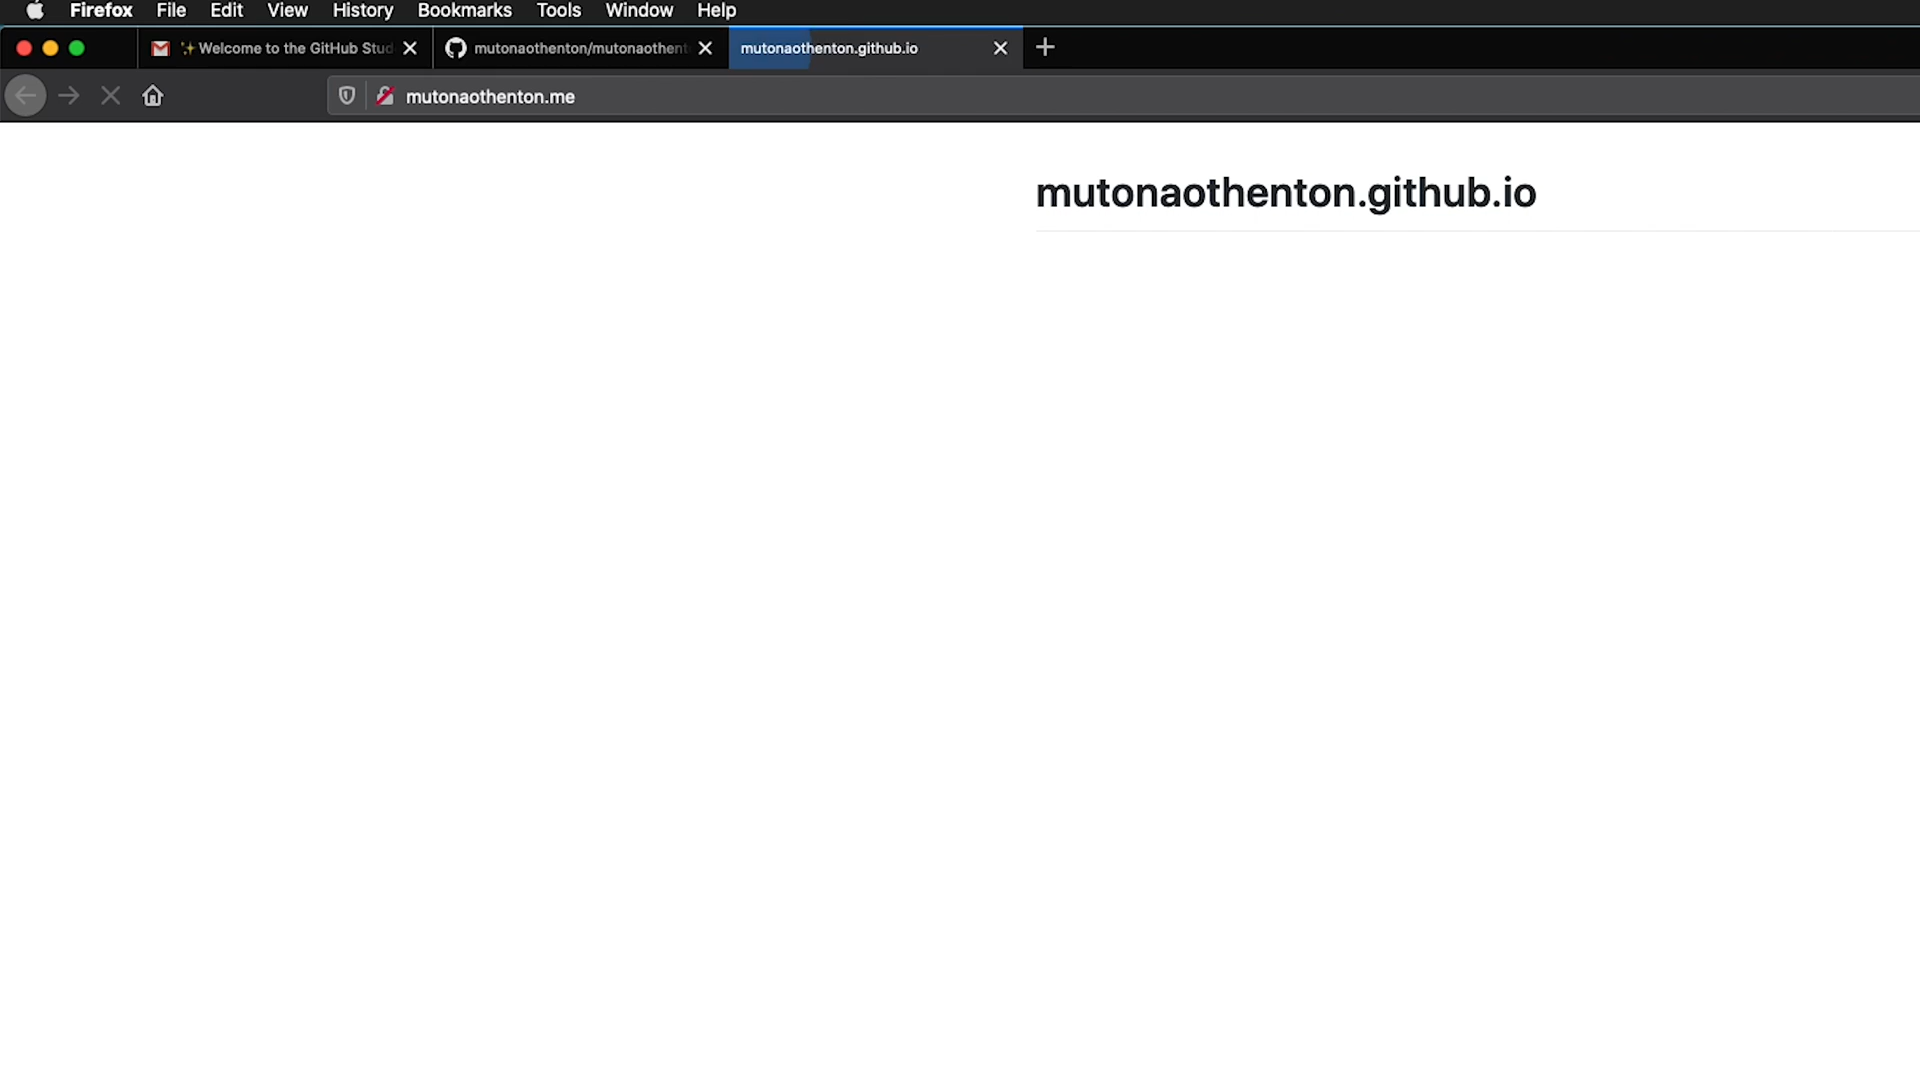 Firefox File Edit View History Bookmarks Tools Window Help
✨Welcome to the GitHub Stud mutonaothenton/mutonaothent mutonaothenton.github.io
mutonaothenton.me
mutonaothenton.github.io